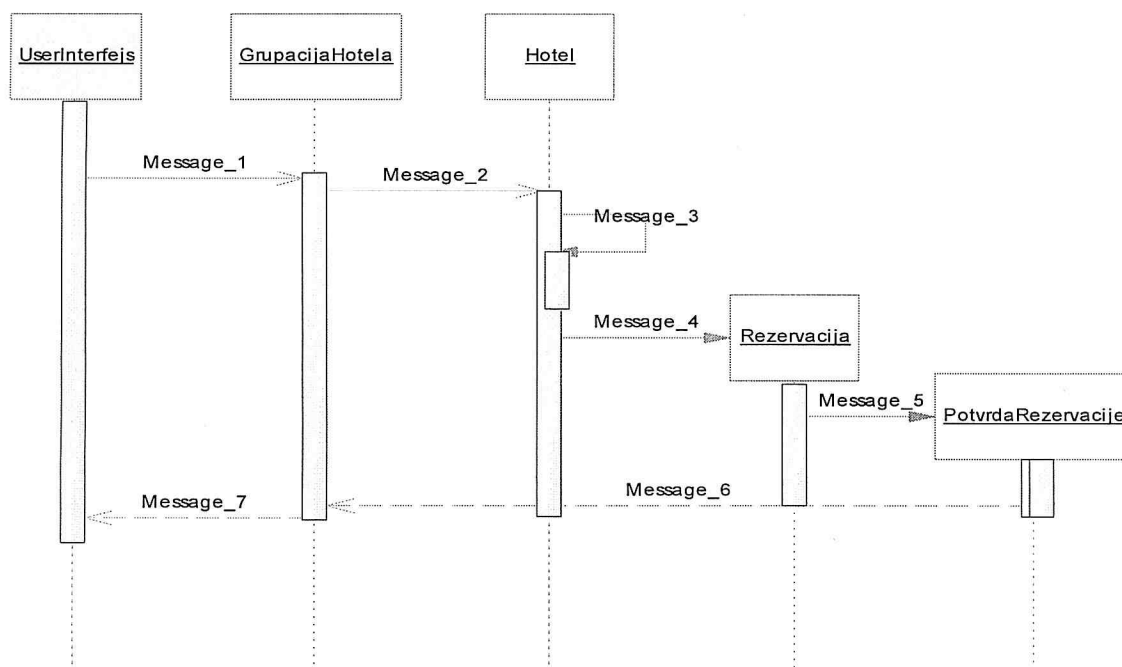 UserInterfejs
GrupacijaHotela
Hotel
Message_1
Message_2
Message_3
Message_4
Rezervacija
Message_5
PotvrdaRezervacije
Message_6
Message_7